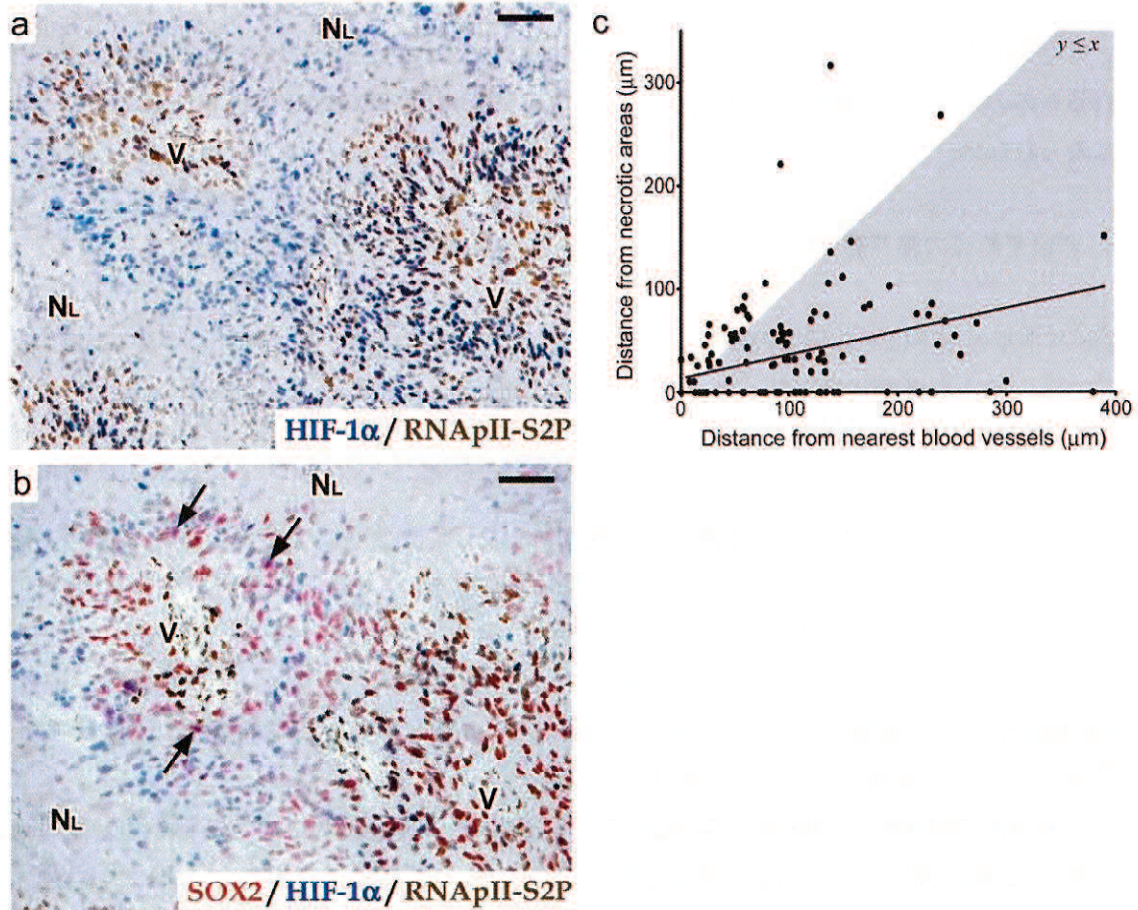 a
NL
NL
V
V
NL
HIF-1α / RNApII-S2P
b
NL
V
V
NL
SOX2 / HIF-1α / RNApII-S2P
c
y ≤ x
Distance from necrotic areas (μm)
300
200
100
0
0 100 200 300 400
Distance from nearest blood vessels (μm)